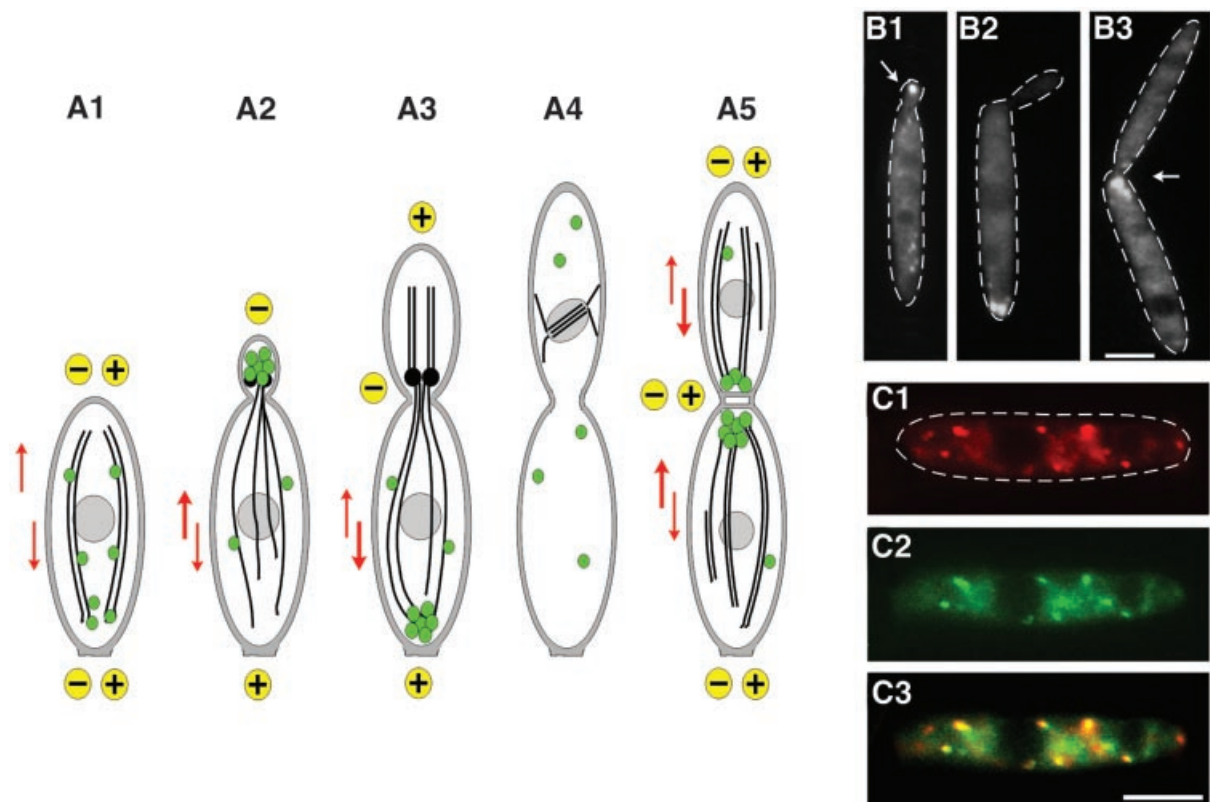 A1 A2 A3 A4 A5
− +
− +
−
+
+
−
+
− +
− +
− +
B1 B2 B3
C1
C2
C3